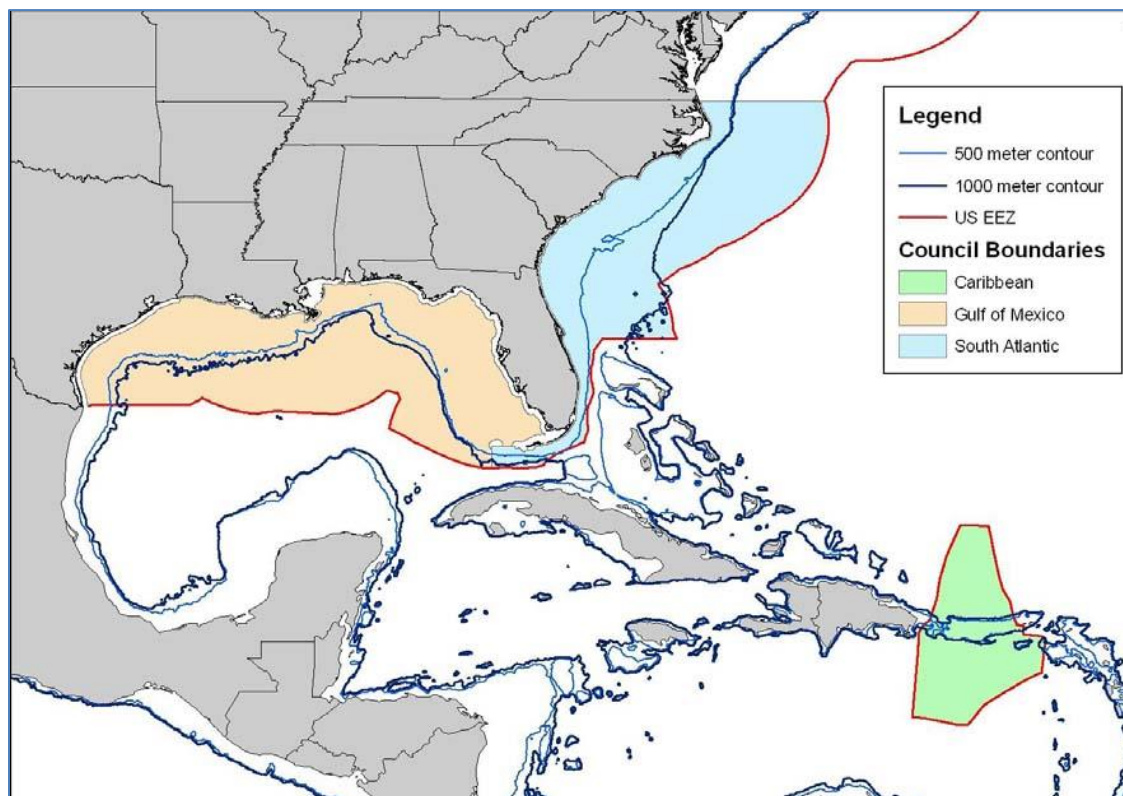 Legend
500 meter contour
1000 meter contour
US EEZ
Council Boundaries
Caribbean
Gulf of Mexico
South Atlantic